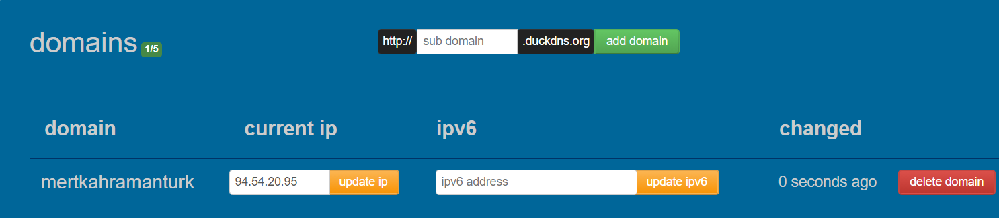 domains 1/5
http:// sub domain .duckdns.org add domain
domain current ip ipv6 changed
mertkahramanturk 94.54.20.95 update ip ipv6 address update ipv6 0 seconds ago delete domain